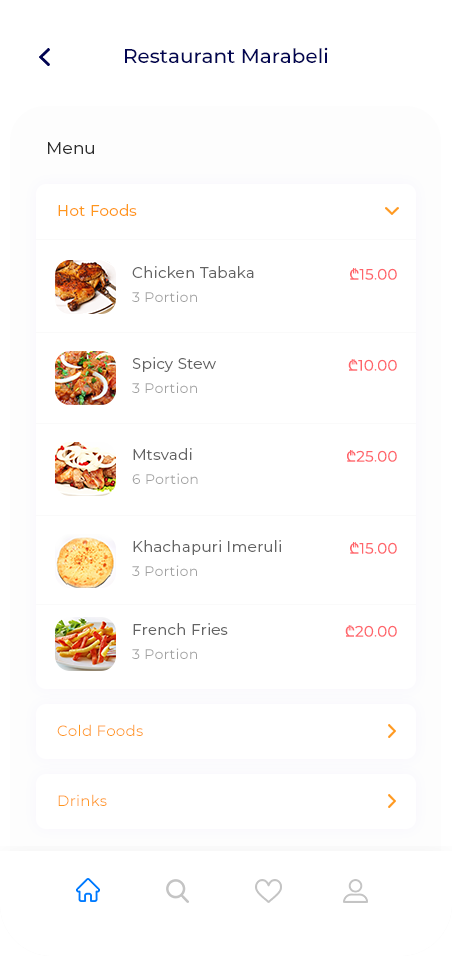 Restaurant Marabeli
Menu
Hot Foods
Chicken Tabaka
₾15.00
3 Portion
Spicy Stew
₾10.00
3 Portion
Mtsvadi
₾25.00
6 Portion
Khachapuri Imeruli
₾15.00
3 Portion
French Fries
₾20.00
3 Portion
Cold Foods
Drinks